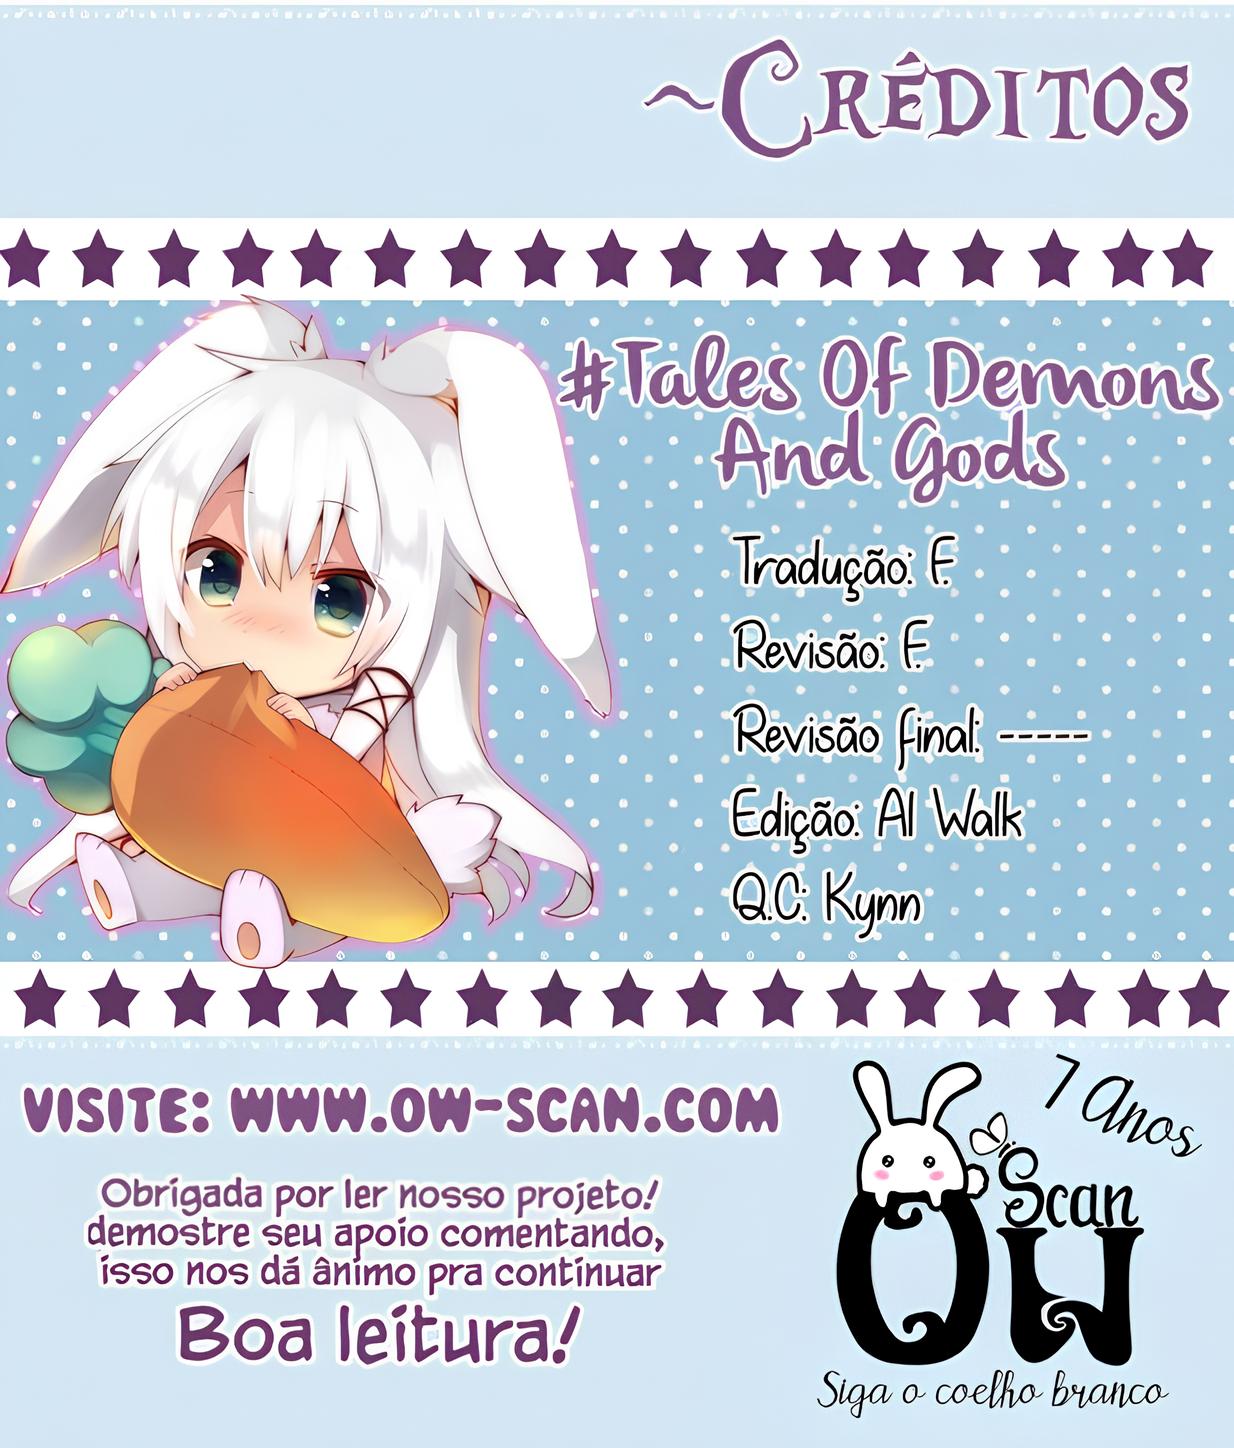 ~Créditos
#Tales Of Demons
And Gods
Tradução: F.
Revisão: F.
Revisão final: -----
Edição: Al Walk
Q.C: Kynn
VISITE: WWW.OW-SCAN.COM
Obrigada por ler nosso projeto!
demostre seu apoio comentando,
isso nos dá ânimo pra continuar
Boa leitura!
7 Anos
Scan
OW
Siga o coelho branco